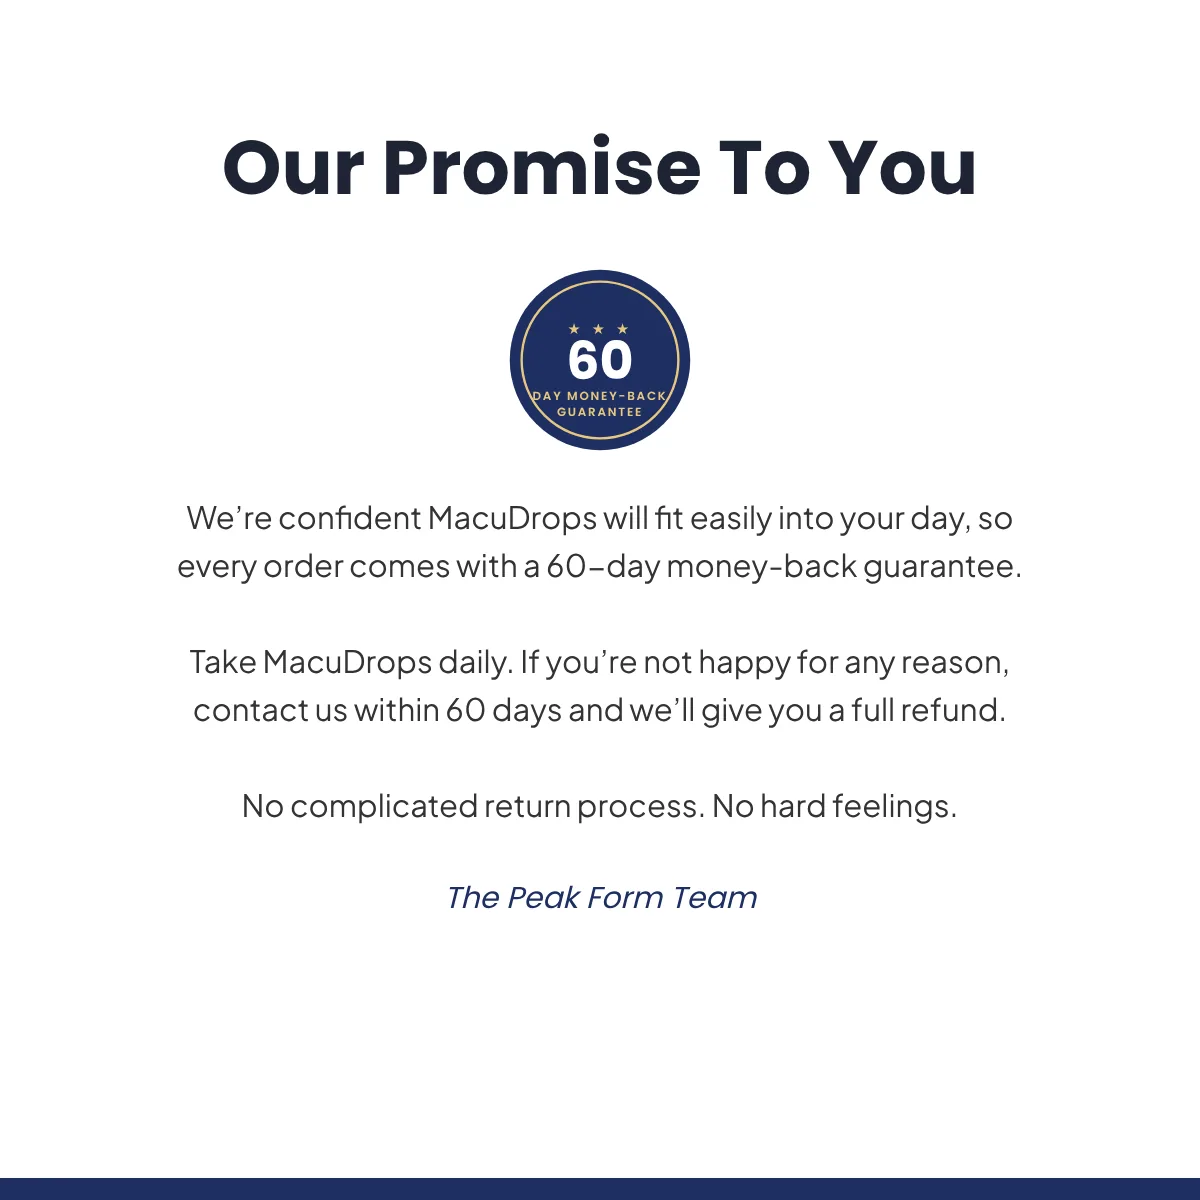 Our Promise To You
★ ★ ★
60
DAY MONEY-BACK
GUARANTEE
We’re confident MacuDrops will fit easily into your day, so
every order comes with a 60–day money-back guarantee.
Take MacuDrops daily. If you’re not happy for any reason,
contact us within 60 days and we’ll give you a full refund.
No complicated return process. No hard feelings.
The Peak Form Team